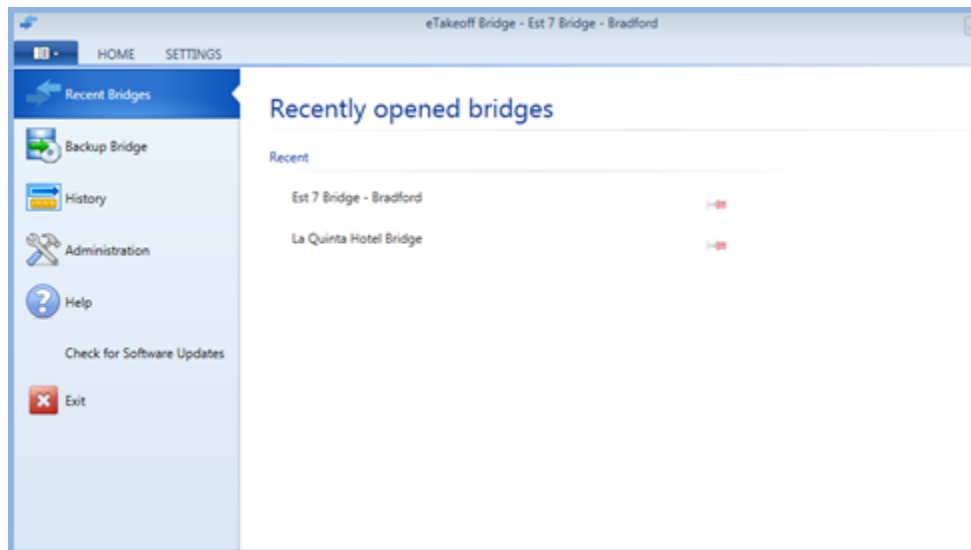 eTakeoff Bridge - Est 7 Bridge - Bradford
HOME SETTINGS
Recent Bridges
Recently opened bridges
Backup Bridge
Recent
History
Est 7 Bridge - Bradford
La Quinta Hotel Bridge
Administration
Help
Check for Software Updates
Exit